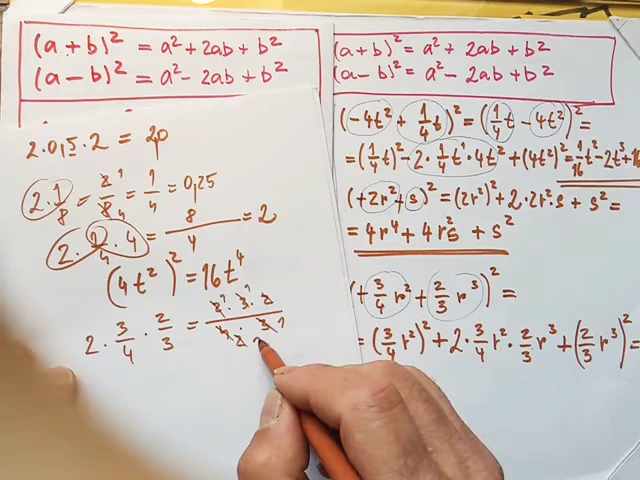 (a + b)² = a² + 2ab + b²
(a − b)² = a² − 2ab + b²
(a + b)² = a² + 2ab + b²
(a − b)² = a² − 2ab + b²
2 · 0,5 · 2 = 2,0
2 · 1/8 = 2/8 = 1/4 = 0,25
2 · 2/4 · 4 = 8/4 = 2
(4t²)² = 16t⁴
2 · 3/4 · 2/3 =
(−4t² + 1/4 t)² = (1/4 t − 4t²)² =
= (1/4 t)² − 2 · 1/4 t¹ · 4t² + (4t²)² = 1/16 t² − 2t³ + 16
(+2r² + s)² = (2r²)² + 2 · 2r² · s + s² =
= 4r⁴ + 4r²s + s²
(+ 3/4 r² + 2/3 r³)² =
= (3/4 r²)² + 2 · 3/4 r² · 2/3 r³ + (2/3 r³)² =